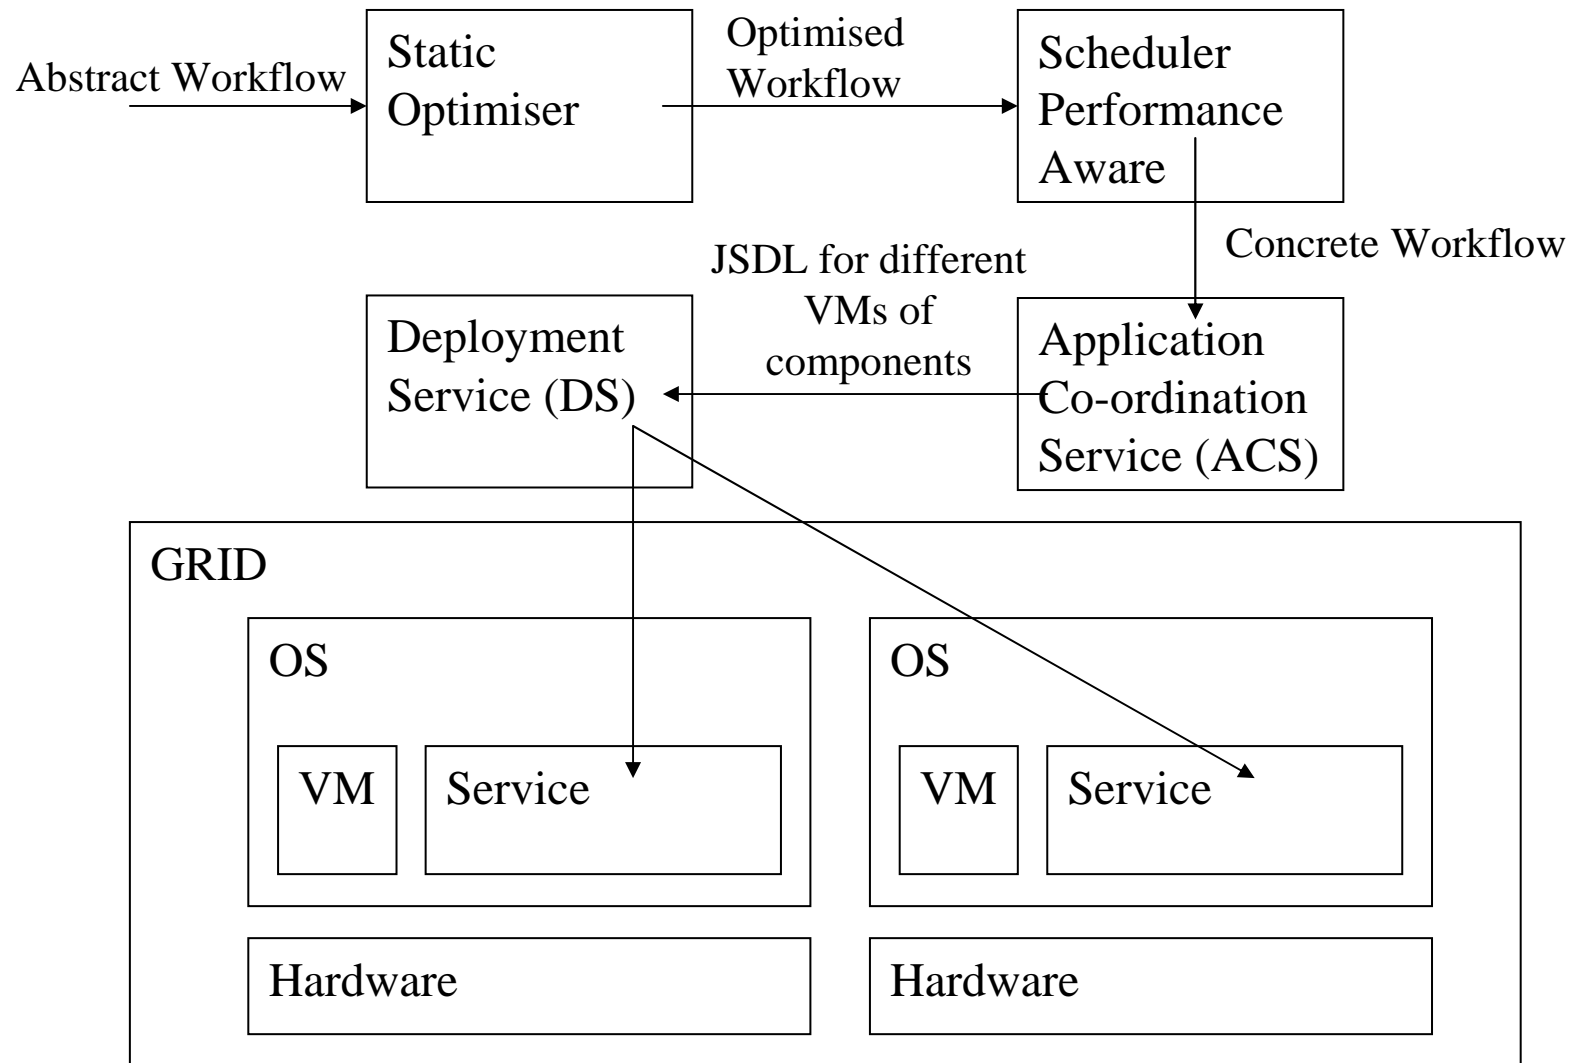 Abstract Workflow
Static
Optimiser
Optimised
Workflow
Scheduler
Performance
Aware
Concrete Workflow
JSDL for different
VMs of
components
Deployment
Service (DS)
Application
Co-ordination
Service (ACS)
GRID
OS
VM
Service
Hardware
OS
VM
Service
Hardware